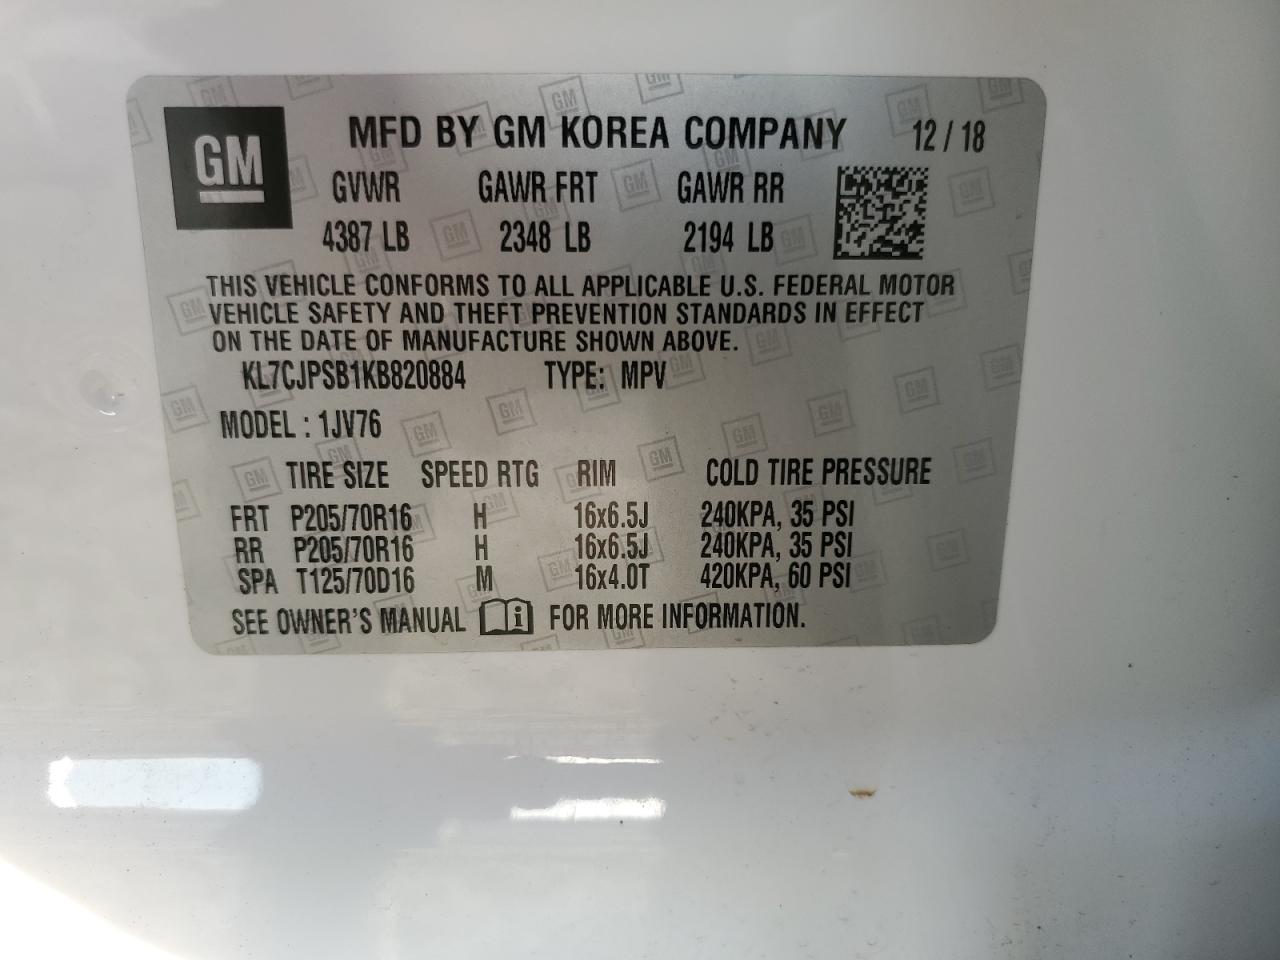 GM
MFD BY GM KOREA COMPANY 12 / 18
GVWR GAWR FRT GAWR RR
4387 LB 2348 LB 2194 LB
THIS VEHICLE CONFORMS TO ALL APPLICABLE U.S. FEDERAL MOTOR
VEHICLE SAFETY AND THEFT PREVENTION STANDARDS IN EFFECT
ON THE DATE OF MANUFACTURE SHOWN ABOVE.
KL7CJPSB1KB820884 TYPE: MPV
MODEL : 1JV76
TIRE SIZE SPEED RTG RIM COLD TIRE PRESSURE
FRT P205/70R16 H 16x6.5J 240KPA, 35 PSI
RR P205/70R16 H 16x6.5J 240KPA, 35 PSI
SPA T125/70D16 M 16x4.0T 420KPA, 60 PSI
SEE OWNER'S MANUAL FOR MORE INFORMATION.